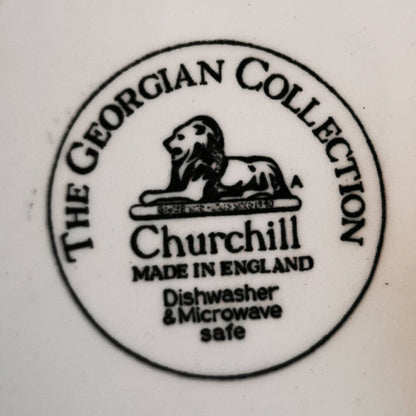 THE GEORGIAN COLLECTION
A
Churchill
MADE IN ENGLAND
Dishwasher
& Microwave
safe